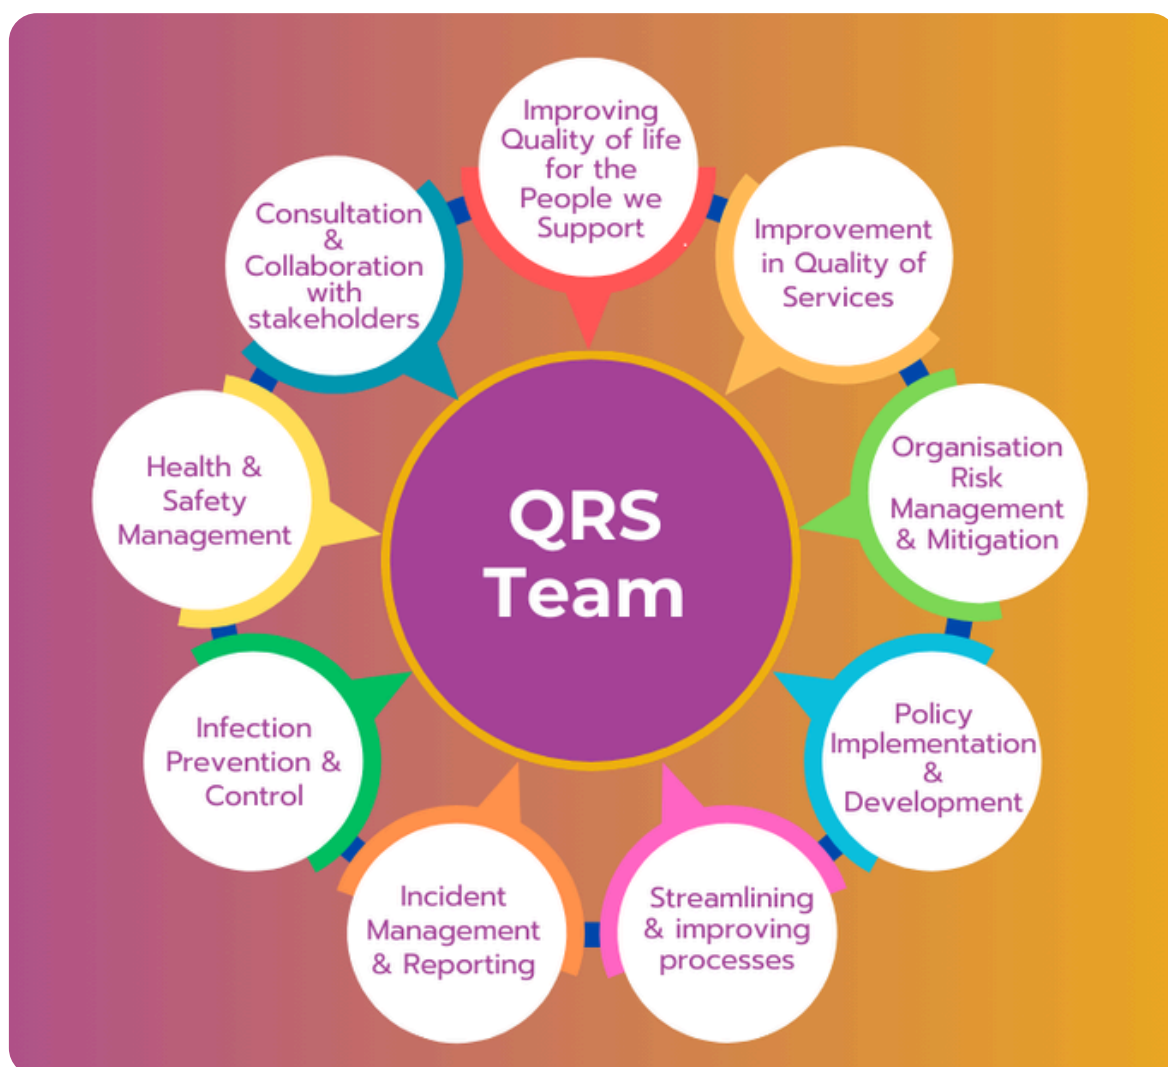 Improving
Quality of life
for the
People we
Support
Improvement
in Quality of
Services
Organisation
Risk
Management
& Mitigation
Policy
Implementation
&
Development
Streamlining
& improving
processes
Incident
Management
& Reporting
Infection
Prevention &
Control
Health &
Safety
Management
Consultation
&
Collaboration
with
stakeholders
QRS
Team